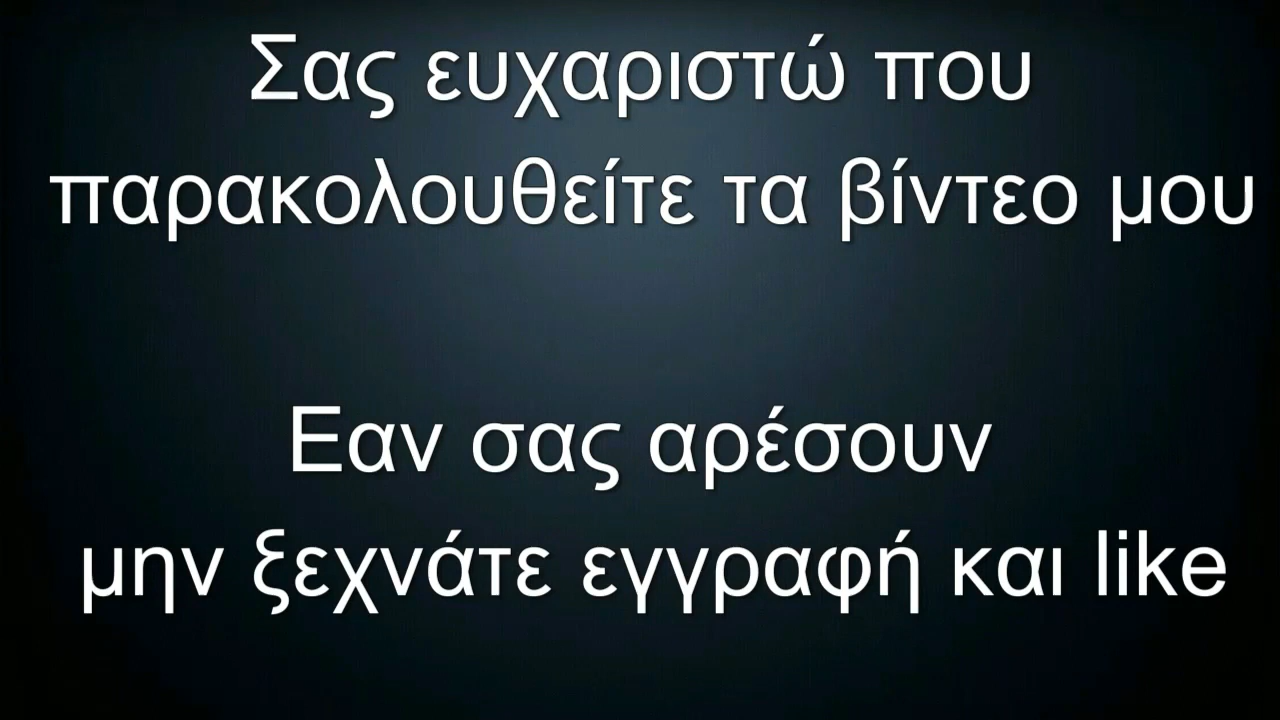 Σας ευχαριστώ που
παρακολουθείτε τα βίντεο μου
Εαν σας αρέσουν
μην ξεχνάτε εγγραφή και like